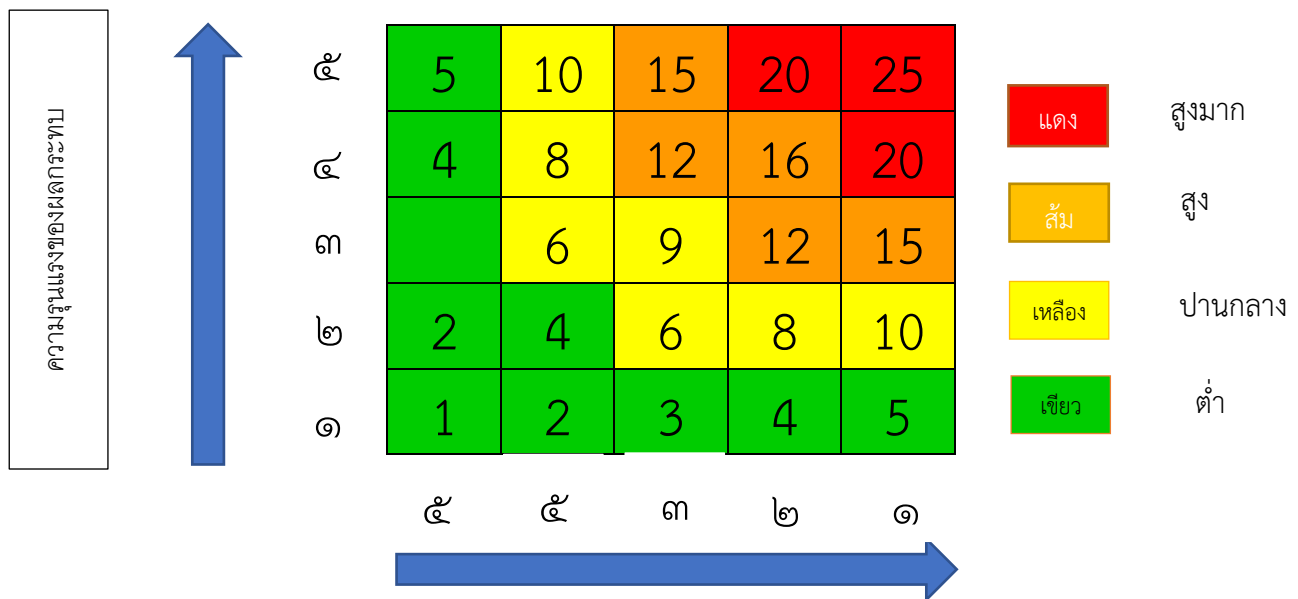 ความรุนแรงของผลกระทบ
๕ 5 10 15 20 25
๔ 4 8 12 16 20
๓ 6 9 12 15
๒ 2 4 6 8 10
๑ 1 2 3 4 5
๕ ๕ ๓ ๒ ๑
แดง สูงมาก
ส้ม สูง
เหลือง ปานกลาง
เขียว ต่ำ